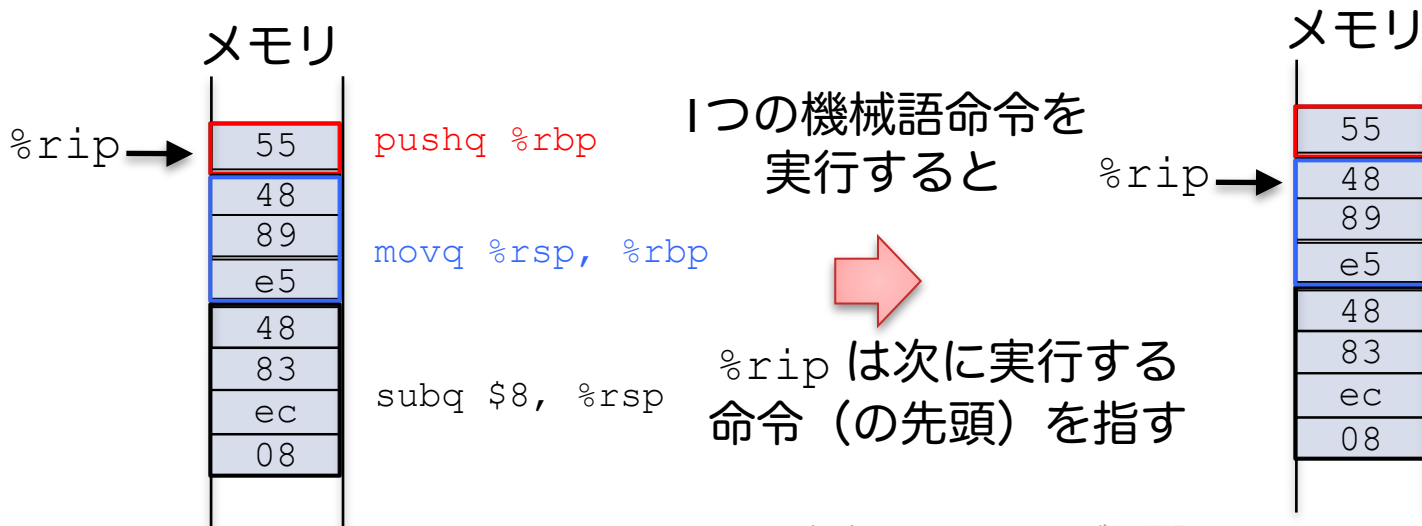 メモリ
%rip
55
pushq %rbp
48
89
e5
movq %rsp, %rbp
48
83
ec
08
subq $8, %rsp
1つの機械語命令を
実行すると
%rip は次に実行する
命令（の先頭）を指す
メモリ
%rip
55
48
89
e5
48
83
ec
08